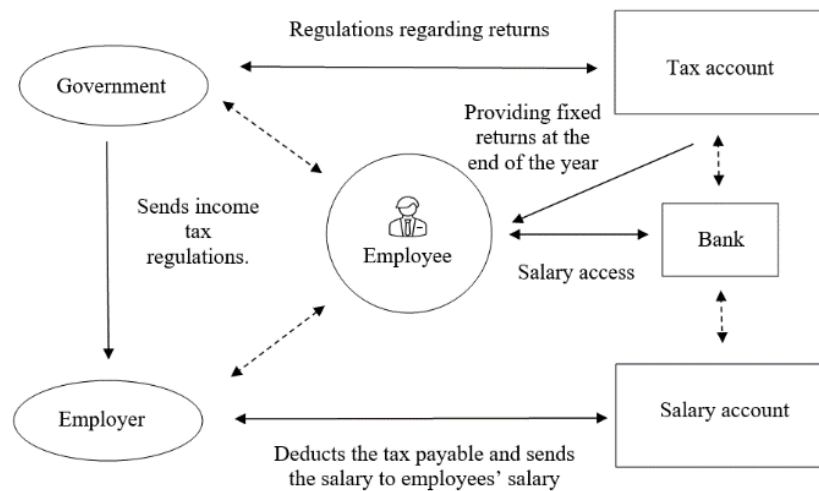 Regulations regarding returns
Government
Tax account
Providing fixed
returns at the
end of the year
Sends income
tax
regulations.
Employee
Bank
Salary access
Employer
Salary account
Deducts the tax payable and sends
the salary to employees’ salary